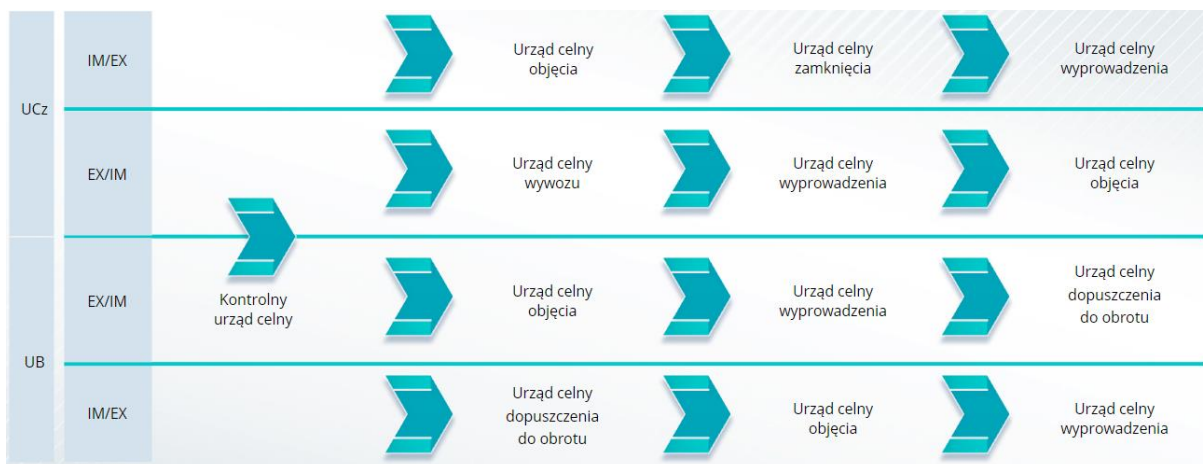 UCz
IM/EX
Urząd celny
objęcia
Urząd celny
zamknięcia
Urząd celny
wyprowadzenia
EX/IM
Urząd celny
wywozu
Urząd celny
wyprowadzenia
Urząd celny
objęcia
Kontrolny
urząd celny
UB
EX/IM
Urząd celny
objęcia
Urząd celny
wyprowadzenia
Urząd celny
dopuszczenia
do obrotu
IM/EX
Urząd celny
dopuszczenia
do obrotu
Urząd celny
objęcia
Urząd celny
wyprowadzenia